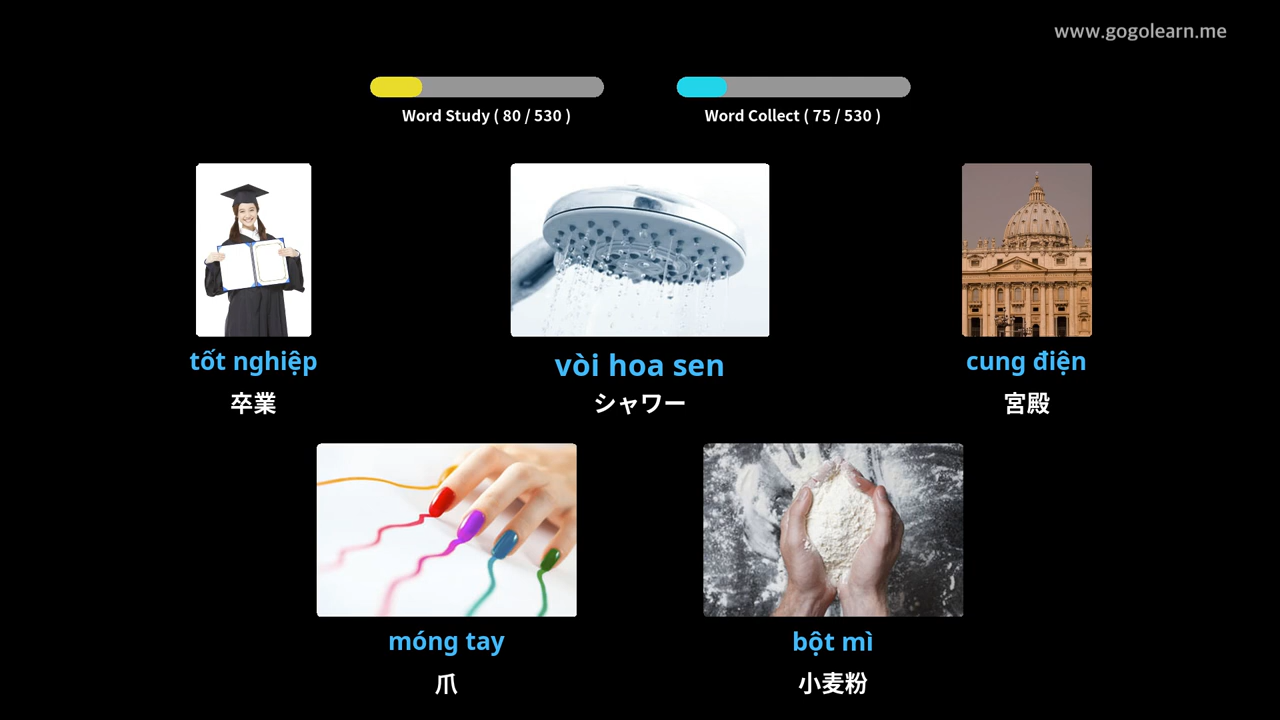 www.gogolearn.me
Word Study ( 80 / 530 )
Word Collect ( 75 / 530 )
tốt nghiệp
卒業
vòi hoa sen
シャワー
cung điện
宮殿
móng tay
爪
bột mì
小麦粉